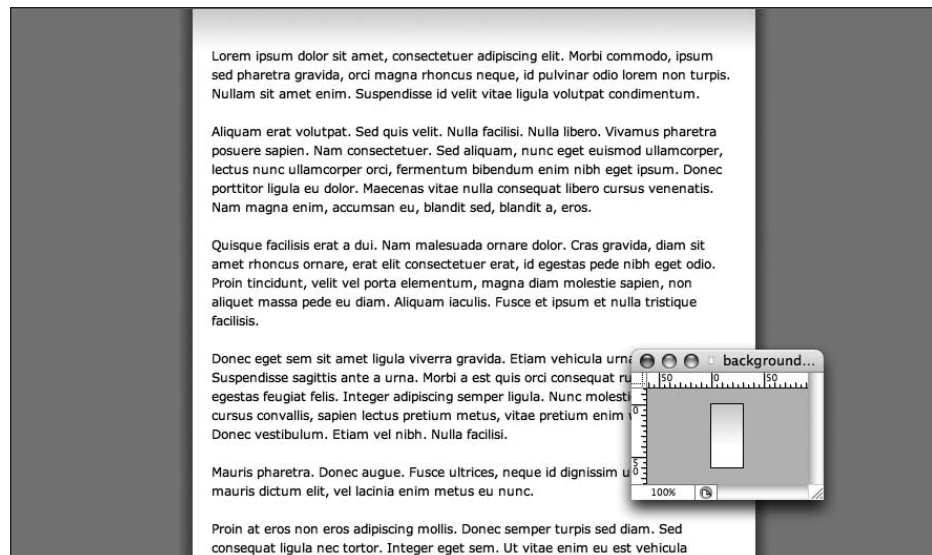 Lorem ipsum dolor sit amet, consectetuer adipiscing elit. Morbi commodo, ipsum
sed pharetra gravida, orci magna rhoncus neque, id pulvinar odio lorem non turpis.
Nullam sit amet enim. Suspendisse id velit vitae ligula volutpat condimentum.
Aliquam erat volutpat. Sed quis velit. Nulla facilisi. Nulla libero. Vivamus pharetra
posuere sapien. Nam consectetuer. Sed aliquam, nunc eget euismod ullamcorper,
lectus nunc ullamcorper orci, fermentum bibendum enim nibh eget ipsum. Donec
porttitor ligula eu dolor. Maecenas vitae nulla consequat libero cursus venenatis.
Nam magna enim, accumsan eu, blandit sed, blandit a, eros.
Quisque facilisis erat a dui. Nam malesuada ornare dolor. Cras gravida, diam sit
amet rhoncus ornare, erat elit consectetuer erat, id egestas pede nibh eget odio.
Proin tincidunt, velit vel porta elementum, magna diam molestie sapien, non
aliquet massa pede eu diam. Aliquam iaculis. Fusce et ipsum et nulla tristique
facilisis.
Donec eget sem sit amet ligula viverra gravida. Etiam vehicula urna
Suspendisse sagittis ante a urna. Morbi a est quis orci consequat
egestas feugiat felis. Integer adipiscing semper ligula. Nunc
cursus convallis, sapien lectus pretium metus, vitae pretium enim
Donec vestibulum. Etiam vel nibh. Nulla facilisi.
Mauris pharetra. Donec augue. Fusce ultrices, neque id dignissim
mauris dictum elit, vel lacinia enim metus eu nunc.
Proin at eros non eros adipiscing mollis. Donec semper turpis sed diam. Sed
consequat ligula nec tortor. Integer eget sem. Ut vitae enim eu est vehicula
background...
50 0 50
0
50
100%